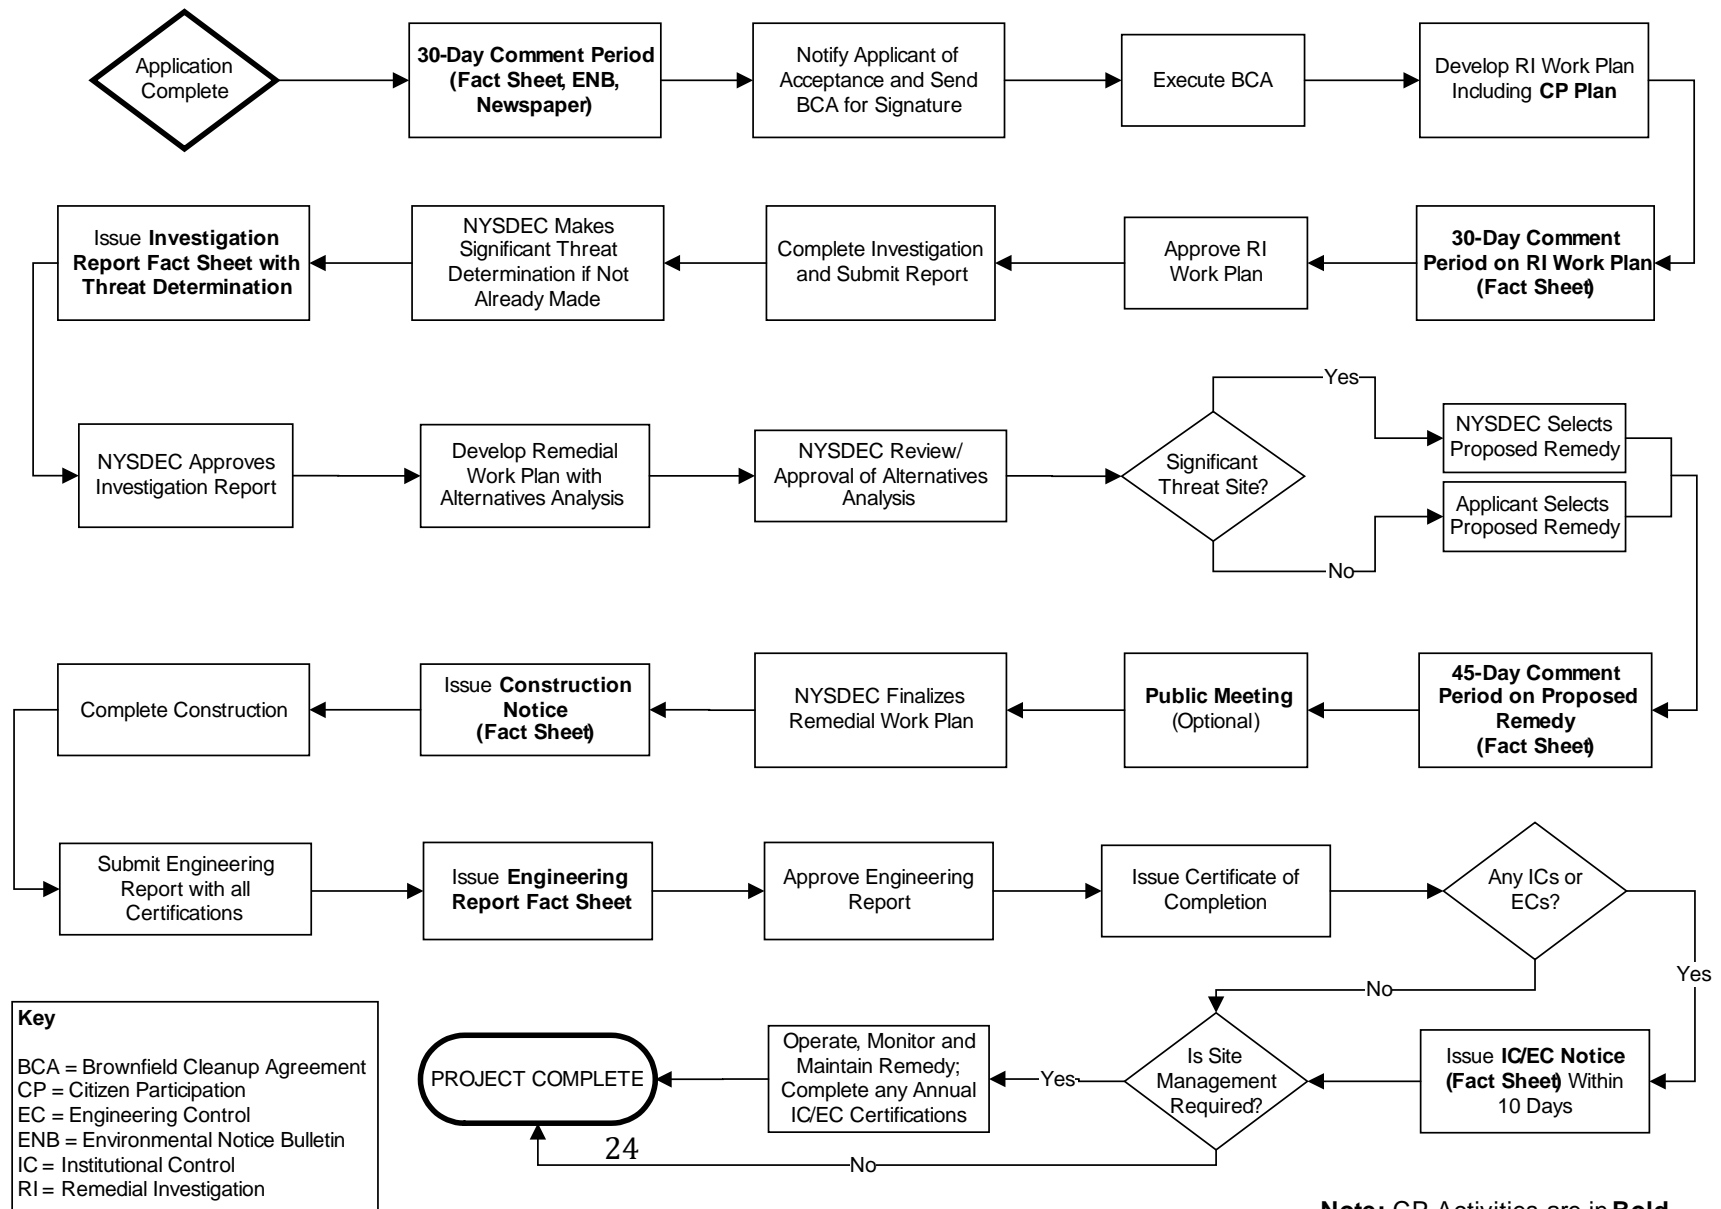 Application
Complete
30-Day Comment Period
(Fact Sheet, ENB,
Newspaper)
Notify Applicant of
Acceptance and Send
BCA for Signature
Execute BCA
Develop RI Work Plan
Including CP Plan
Issue Investigation
Report Fact Sheet with
Threat Determination
NYSDEC Makes
Significant Threat
Determination if Not
Already Made
Complete Investigation
and Submit Report
Approve RI
Work Plan
30-Day Comment
Period on RI Work Plan
(Fact Sheet)
NYSDEC Approves
Investigation Report
Develop Remedial
Work Plan with
Alternatives Analysis
NYSDEC Review/
Approval of Alternatives
Analysis
Significant
Threat Site?
Yes
No
NYSDEC Selects
Proposed Remedy
Applicant Selects
Proposed Remedy
Complete Construction
Issue Construction
Notice
(Fact Sheet)
NYSDEC Finalizes
Remedial Work Plan
Public Meeting
(Optional)
45-Day Comment
Period on Proposed
Remedy
(Fact Sheet)
Submit Engineering
Report with all
Certifications
Issue Engineering
Report Fact Sheet
Approve Engineering
Report
Issue Certificate of
Completion
Any ICs or
ECs?
Yes
No
Key
BCA = Brownfield Cleanup Agreement
CP = Citizen Participation
EC = Engineering Control
ENB = Environmental Notice Bulletin
IC = Institutional Control
RI = Remedial Investigation
PROJECT COMPLETE
Operate, Monitor and
Maintain Remedy;
Complete any Annual
IC/EC Certifications
Yes
Is Site
Management
Required?
Issue IC/EC Notice
(Fact Sheet) Within
10 Days
24
No
Note: CP Activities are in Bold